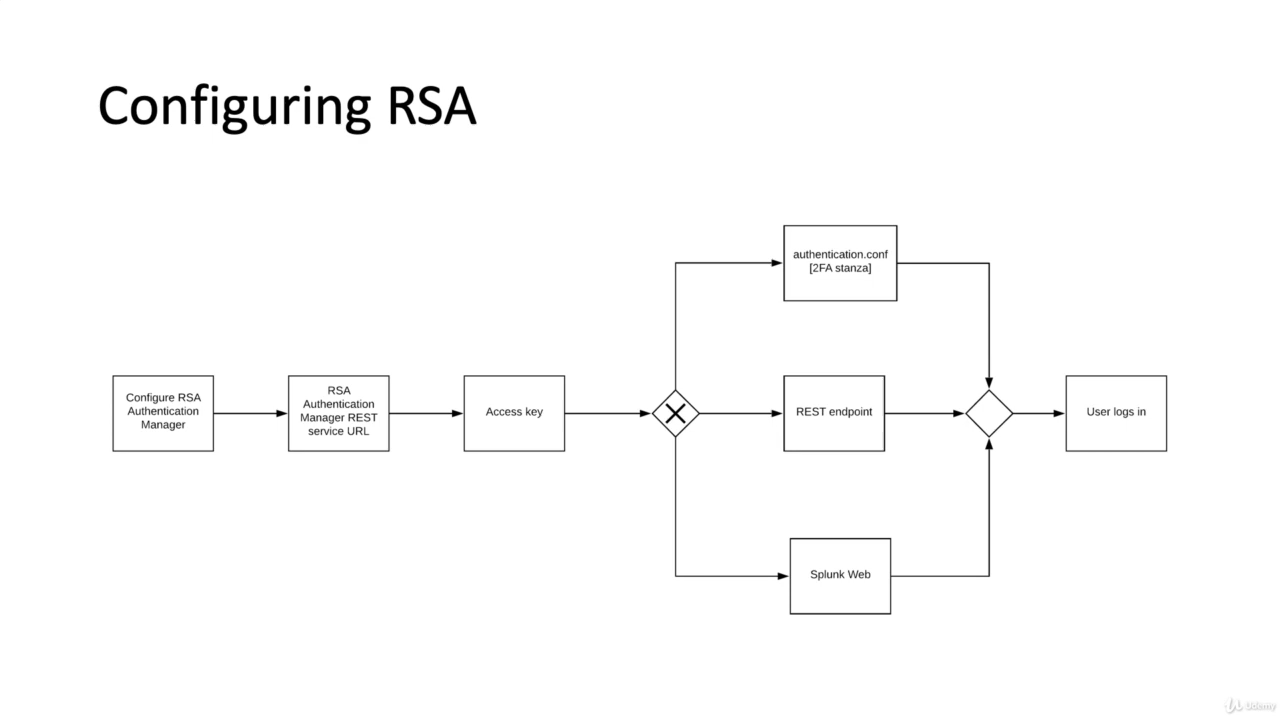 Configuring RSA
authentication.conf
[2FA stanza]
Configure RSA
Authentication
Manager
RSA
Authentication
Manager REST
service URL
Access key
REST endpoint
User logs in
Splunk Web
Udemy